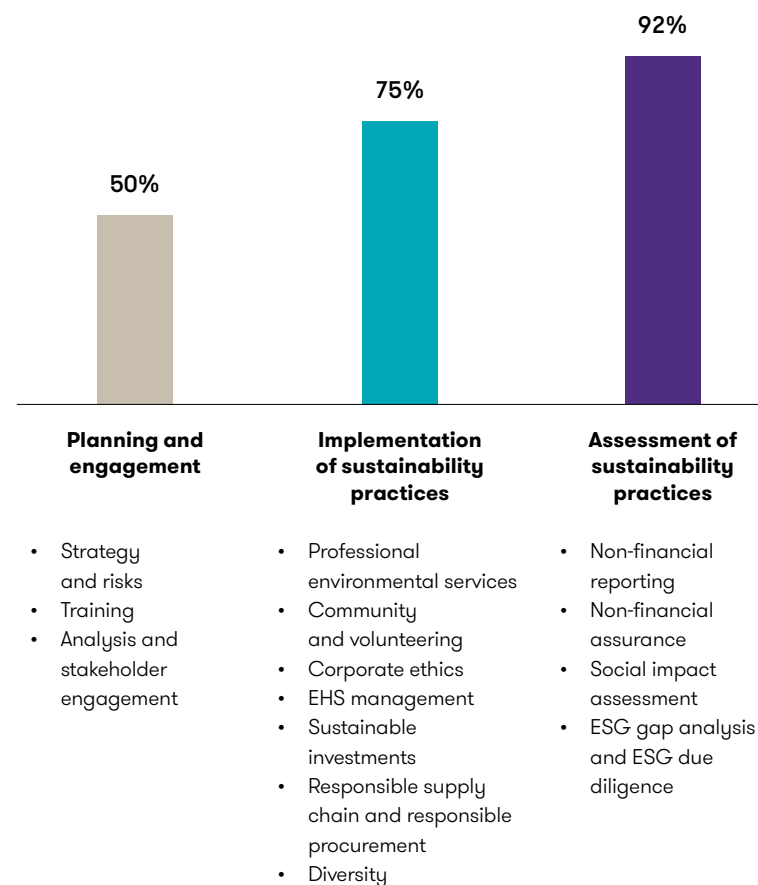 92%
75%
50%
Planning and
engagement
Implementation
of sustainability
practices
Assessment of
sustainability
practices
• Strategy
and risks
• Training
• Analysis and
stakeholder
engagement
• Professional
environmental services
• Community
and volunteering
• Corporate ethics
• EHS management
• Sustainable
investments
• Responsible supply
chain and responsible
procurement
• Diversity
• Non-financial
reporting
• Non-financial
assurance
• Social impact
assessment
• ESG gap analysis
and ESG due
diligence